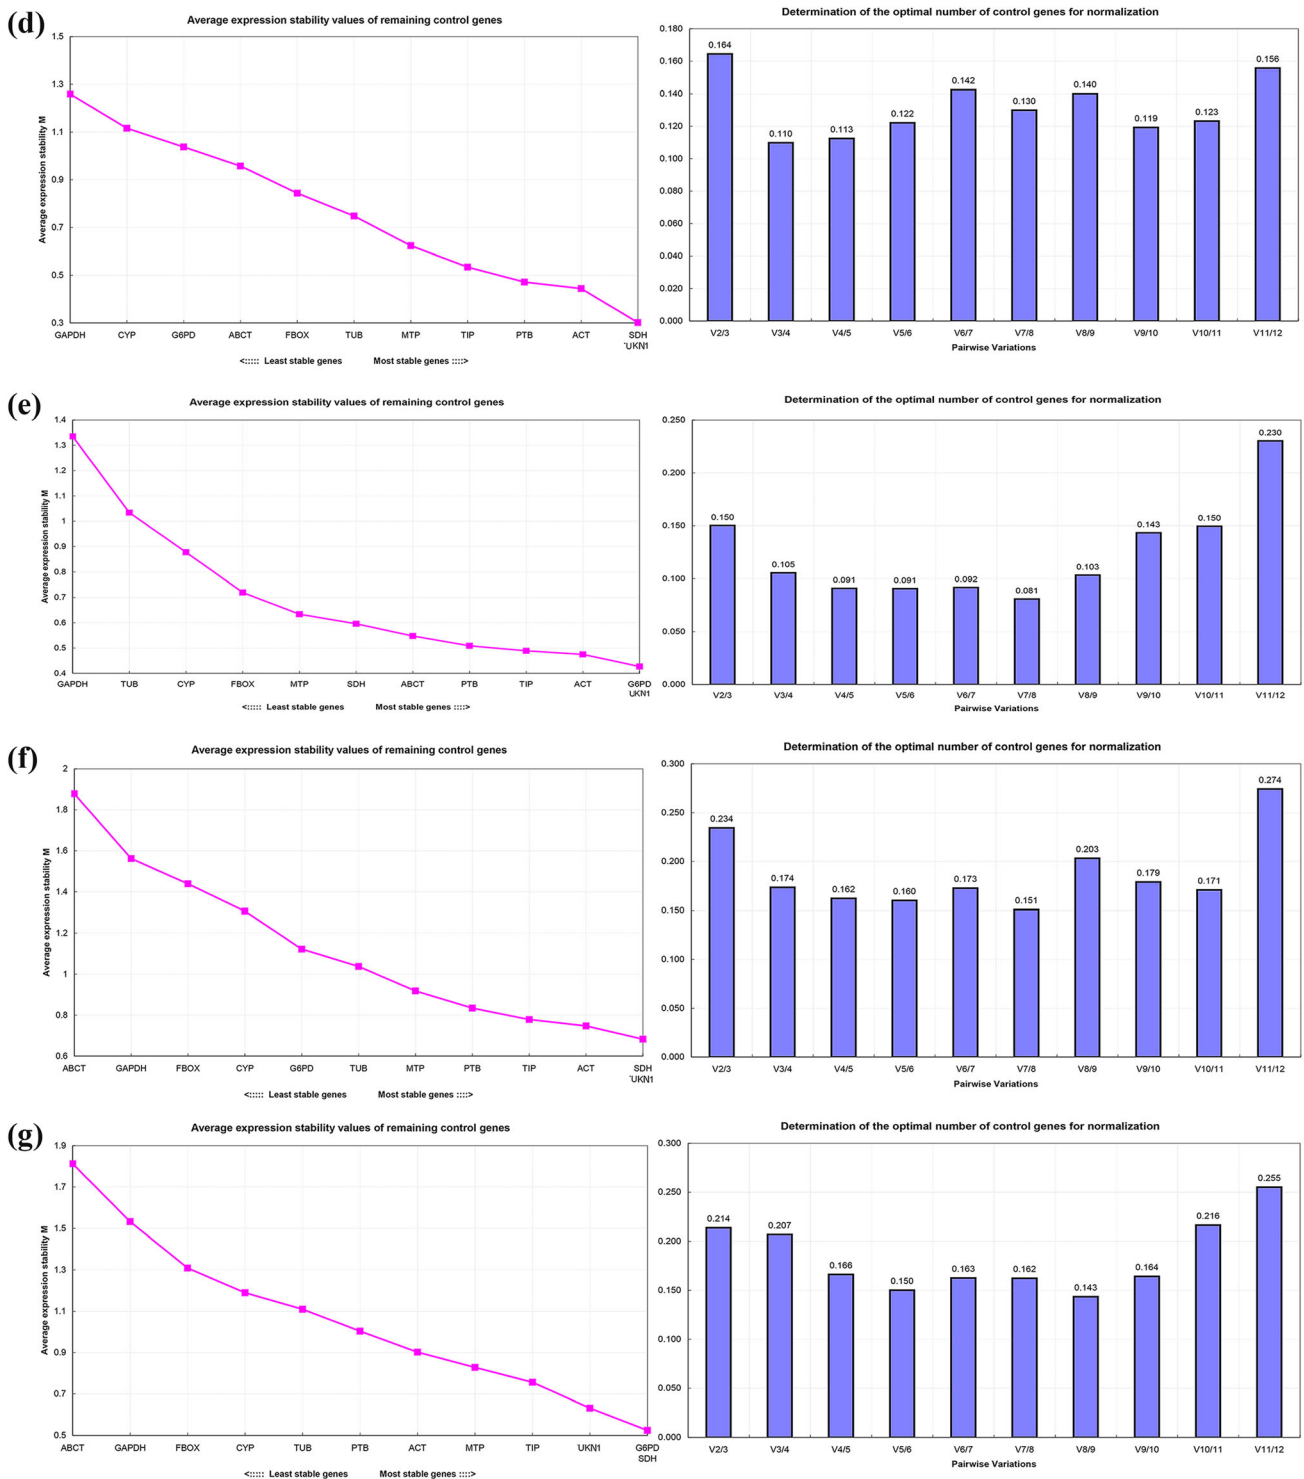 (d)
Average expression stability values of remaining control genes
Average expression stability M
1.5
1.3
1.1
0.9
0.7
0.5
0.3
GAPDH CYP G6PD ABCT FBOX TUB MTP TIP PTB ACT SDH
UKN1
<::::: Least stable genes Most stable genes ::::>
Determination of the optimal number of control genes for normalization
0.180
0.160
0.140
0.120
0.100
0.080
0.060
0.040
0.020
0.000
0.164 0.110 0.113 0.122 0.142 0.130 0.140 0.119 0.123 0.156
V2/3 V3/4 V4/5 V5/6 V6/7 V7/8 V8/9 V9/10 V10/11 V11/12
Pairwise Variations
(e)
Average expression stability values of remaining control genes
Average expression stability M
1.4
1.3
1.2
1.1
1
0.9
0.8
0.7
0.6
0.5
0.4
GAPDH TUB CYP FBOX MTP SDH ABCT PTB TIP ACT G6PD
UKN1
<::::: Least stable genes Most stable genes ::::>
Determination of the optimal number of control genes for normalization
0.250
0.200
0.150
0.100
0.050
0.000
0.150 0.105 0.091 0.091 0.092 0.081 0.103 0.143 0.150 0.230
V2/3 V3/4 V4/5 V5/6 V6/7 V7/8 V8/9 V9/10 V10/11 V11/12
Pairwise Variations
(f)
Average expression stability values of remaining control genes
Average expression stability M
2
1.8
1.6
1.4
1.2
1
0.8
0.6
ABCT GAPDH FBOX CYP G6PD TUB MTP PTB TIP ACT SDH
UKN1
<::::: Least stable genes Most stable genes ::::>
Determination of the optimal number of control genes for normalization
0.300
0.250
0.200
0.150
0.100
0.050
0.000
0.234 0.174 0.162 0.160 0.173 0.151 0.203 0.179 0.171 0.274
V2/3 V3/4 V4/5 V5/6 V6/7 V7/8 V8/9 V9/10 V10/11 V11/12
Pairwise Variations
(g)
Average expression stability values of remaining control genes
Average expression stability M
1.9
1.7
1.5
1.3
1.1
0.9
0.7
0.5
ABCT GAPDH FBOX CYP TUB PTB ACT MTP TIP UKN1 G6PD
SDH
<::::: Least stable genes Most stable genes ::::>
Determination of the optimal number of control genes for normalization
0.300
0.250
0.200
0.150
0.100
0.050
0.000
0.214 0.207 0.166 0.150 0.163 0.162 0.143 0.164 0.216 0.255
V2/3 V3/4 V4/5 V5/6 V6/7 V7/8 V8/9 V9/10 V10/11 V11/12
Pairwise Variations